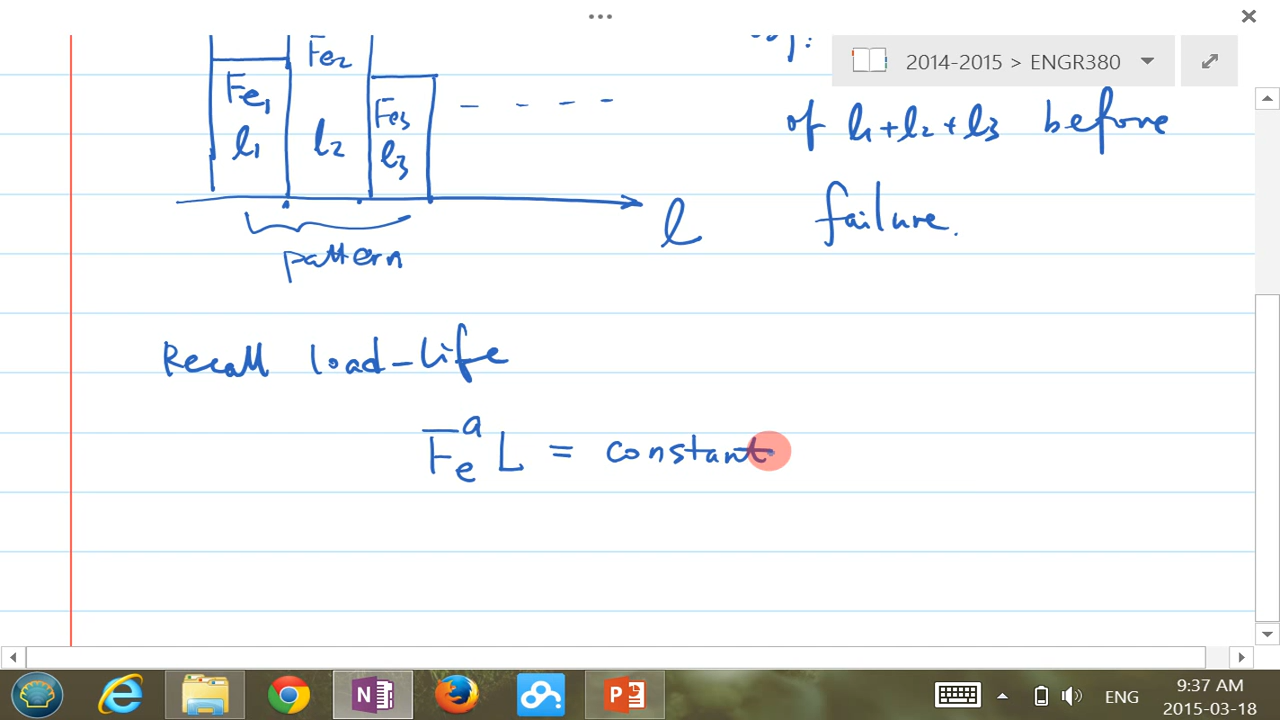 2014-2015 > ENGR380
Fe2
Fe1
Fe3
l1
l2
l3
of l1+l2+l3 before
failure.
l
pattern
Recall load-life
Fe^a L = constant
ENG
9:37 AM
2015-03-18